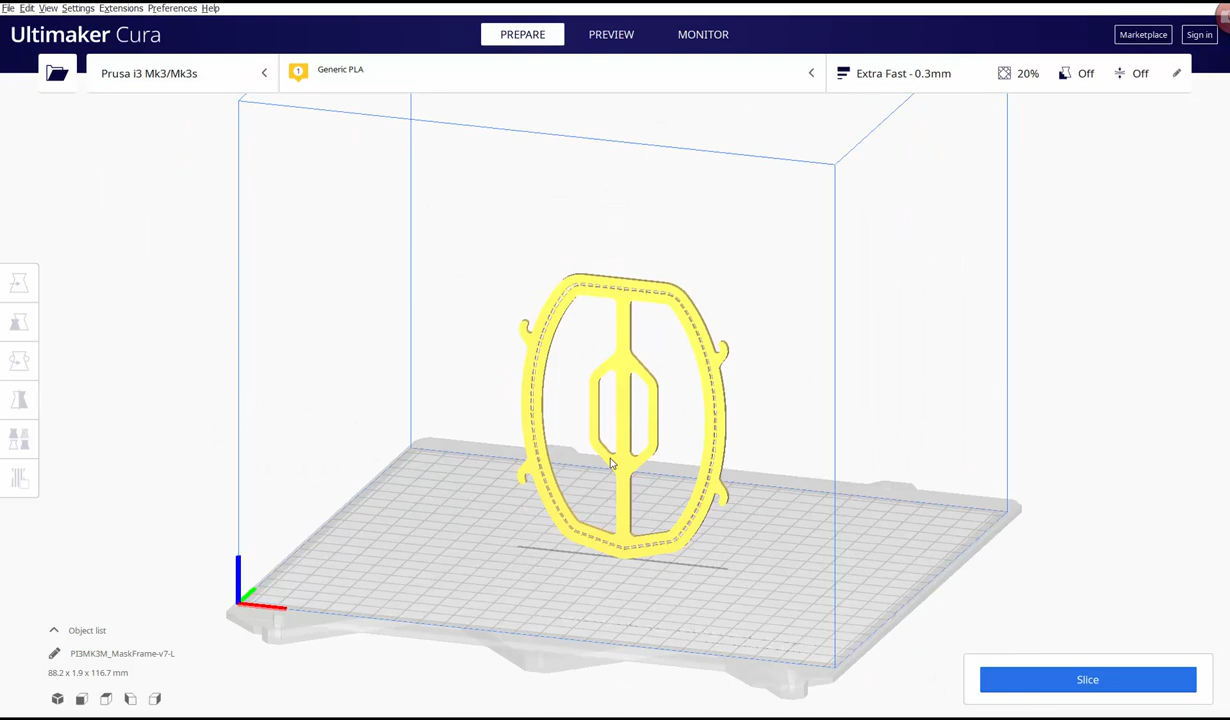 File Edit View Settings Extensions Preferences Help
Ultimaker Cura
PREPARE
PREVIEW
MONITOR
Marketplace
Sign in
Prusa i3 Mk3/Mk3s
1
Generic PLA
Extra Fast - 0.3mm
20%
Off
Off
Object list
PI3MK3M_MaskFrame-v7-L
88.2 x 1.9 x 116.7 mm
Slice